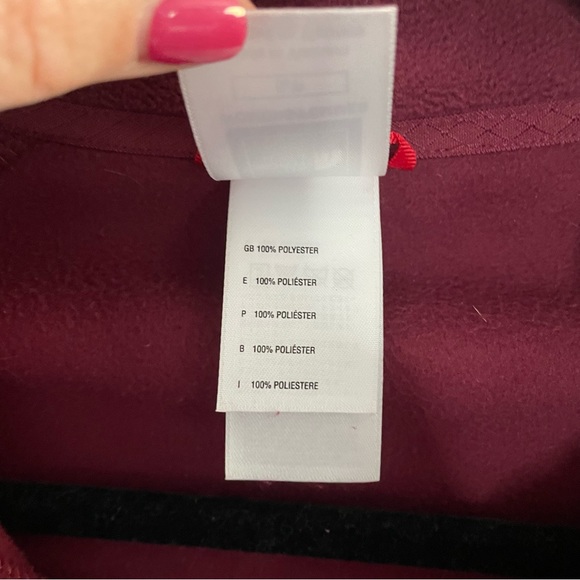 GB 100% POLYESTER
E 100% POLIÉSTER
P 100% POLIÉSTER
B 100% POLIÉSTER
I 100% POLIESTERE